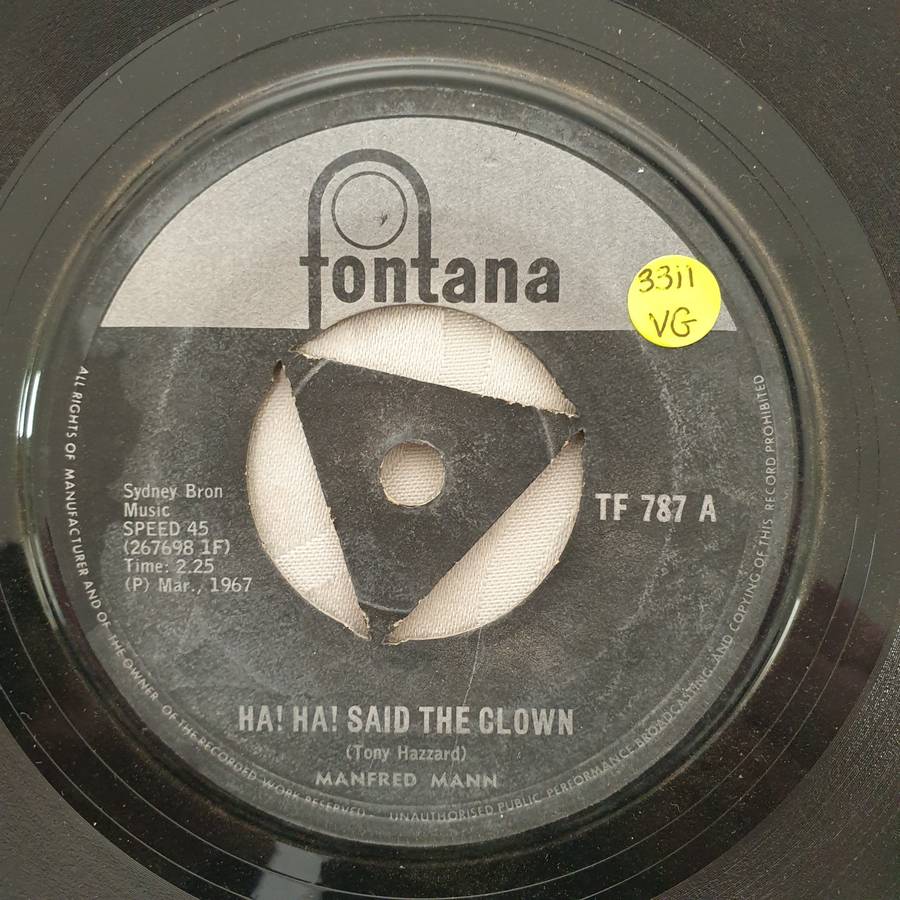 fontana
3311
VG
ALL RIGHTS OF MANUFACTURER AND OF THE OWNER OF THE RECORDED WORK RESERVED. UNAUTHORISED PUBLIC PERFORMANCE BROADCASTING AND COPYING OF THIS RECORD PROHIBITED
Sydney Bron
Music
SPEED 45
(267698 1F)
Time: 2.25
(P) Mar., 1967
TF 787 A
HA! HA! SAID THE CLOWN
(Tony Hazzard)
MANFRED MANN